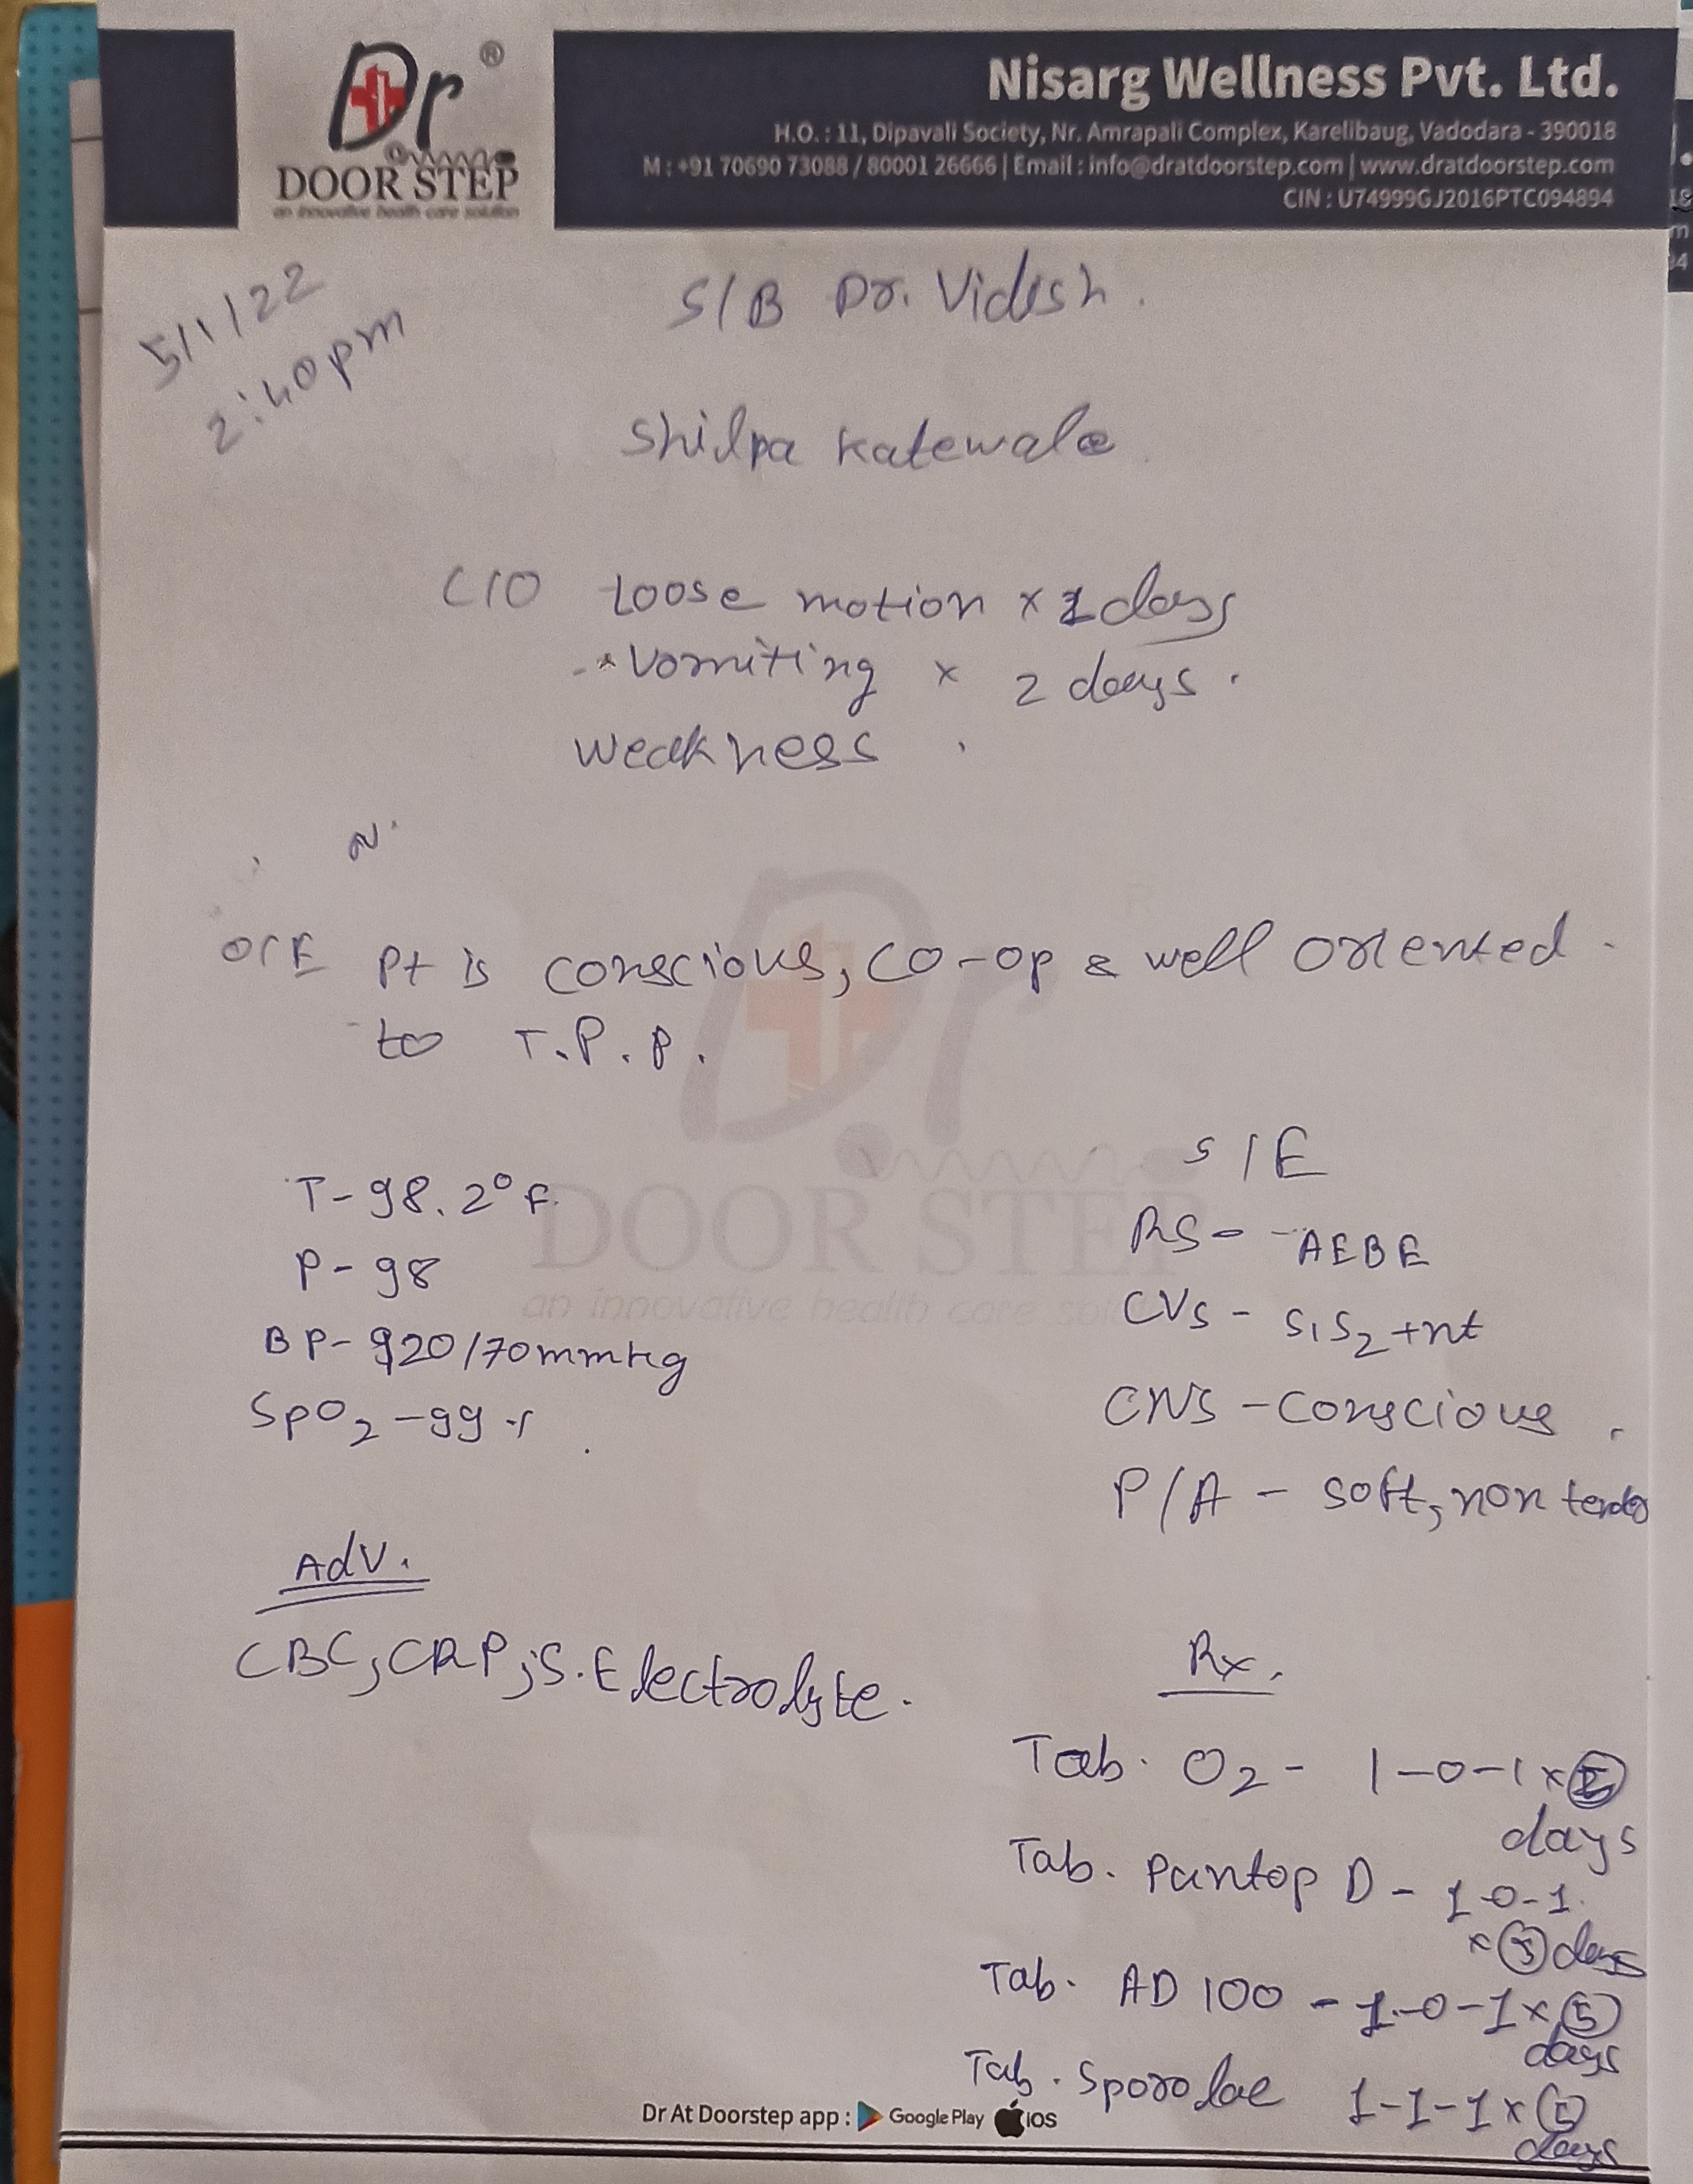 Dr ®
DOOR STEP
an innovative health care solution
Nisarg Wellness Pvt. Ltd.
H.O. : 11, Dipavali Society, Nr. Amrapali Complex, Karelibaug, Vadodara - 390018
M : +91 70690 73088 / 80001 26666 | Email : info@dratdoorstep.com | www.dratdoorstep.com
CIN : U74999GJ2016PTC094894
5/1/22
2:40pm
S/B Dr. Videsh.
Shilpa Katewale
C/O Loose motion x 1 days
vomiting x 2 days.
weakness.
N.
O/E Pt is conscious, co-op & well oriented
to T.P.P.
T - 98.2°F.
P - 98
BP - 120/70mmHg
SpO2 - 99
S/E
RS - AEBE
CVS - S1S2 +nt
CNS - Conscious.
P/A - soft, non tender
Adv.
CBC, CRP, S. Electrolyte.
Rx.
Tab. O2 - 1-0-1 x 5
days
Tab. Pantop D - 1-0-1
x 5 days
Tab. AD 100 - 1-0-1 x 5
days
Tab. Sporolac 1-1-1 x 5
days
Dr At Doorstep app : Google Play iOS